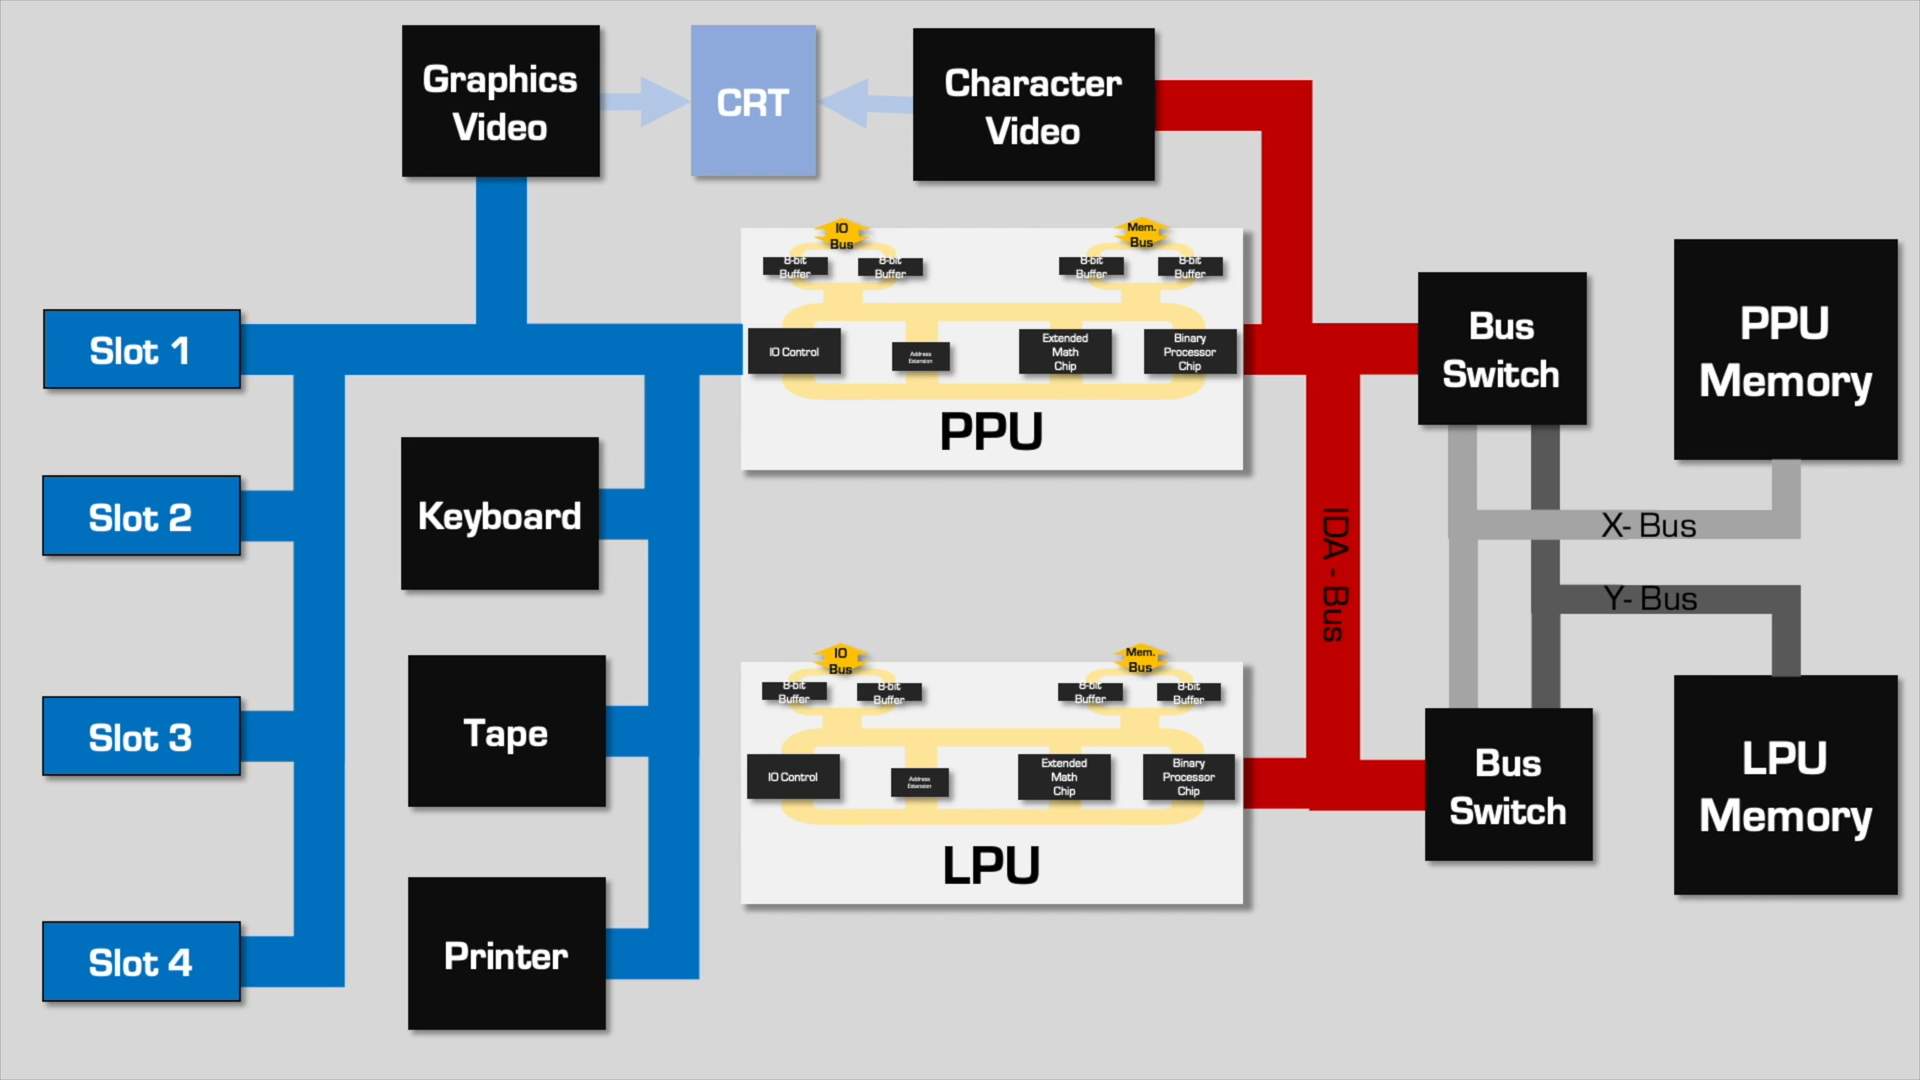 Graphics
Video
CRT
Character
Video
IO
Bus
Mem.
Bus
8-bit
Buffer
8-bit
Buffer
8-bit
Buffer
8-bit
Buffer
IO Control
Address
Extension
Extended
Math
Chip
Binary
Processor
Chip
PPU
Slot 1
Slot 2
Slot 3
Slot 4
Keyboard
Tape
Printer
IO
Bus
Mem.
Bus
8-bit
Buffer
8-bit
Buffer
8-bit
Buffer
8-bit
Buffer
IO Control
Address
Extension
Extended
Math
Chip
Binary
Processor
Chip
LPU
IDA - Bus
Bus
Switch
PPU
Memory
X- Bus
Y- Bus
Bus
Switch
LPU
Memory